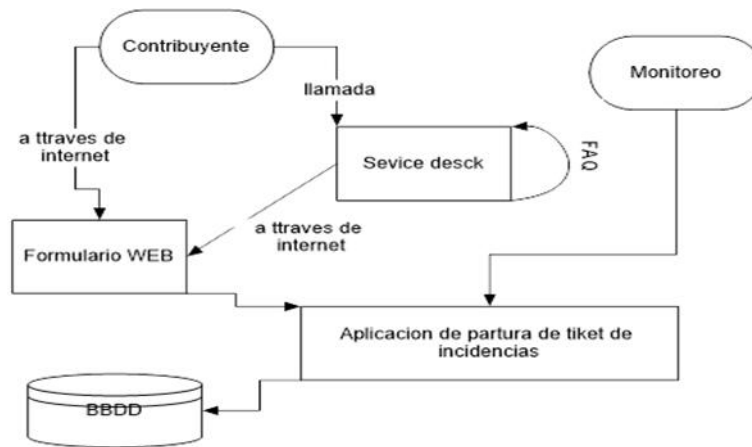 Contribuyente
Monitoreo
llamada
a ttraves de
internet
Sevice desck
FAQ
a ttraves de
internet
Formulario WEB
Aplicacion de partura de tiket de
incidencias
BBDD